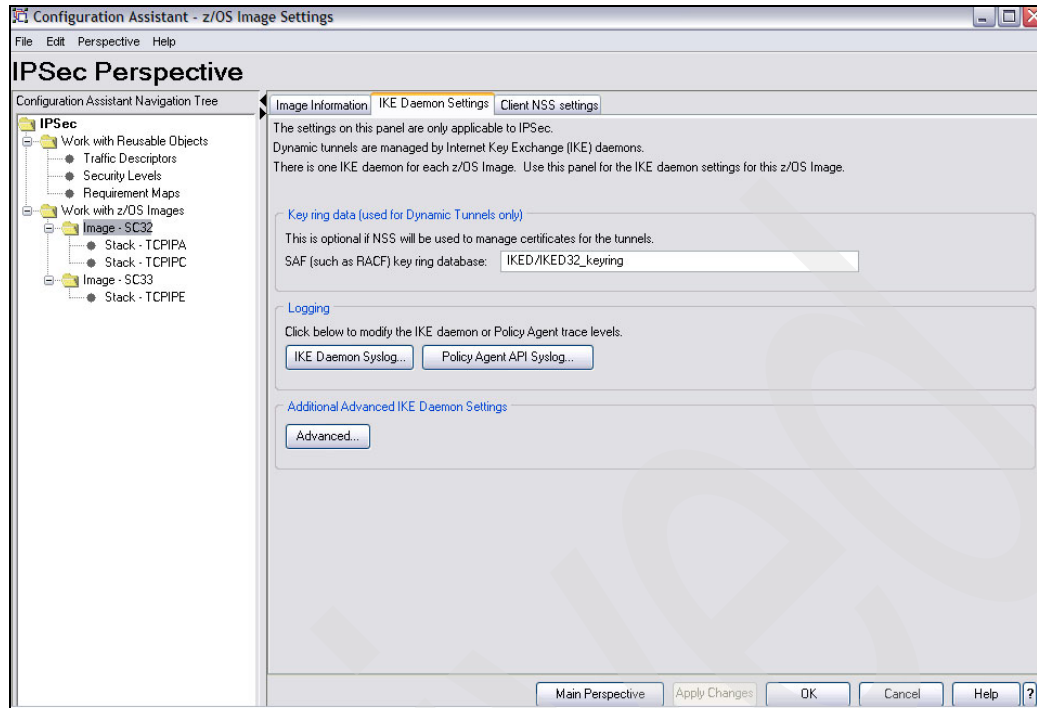 Configuration Assistant - z/OS Image Settings
File Edit Perspective Help
IPSec Perspective
Configuration Assistant Navigation Tree
IPSec
Work with Reusable Objects
Traffic Descriptors
Security Levels
Requirement Maps
Work with z/OS Images
Image - SC32
Stack - TCPIPA
Stack - TCPIPC
Image - SC33
Stack - TCPIPE
Image Information IKE Daemon Settings Client NSS settings
The settings on this panel are only applicable to IPSec.
Dynamic tunnels are managed by Internet Key Exchange (IKE) daemons.
There is one IKE daemon for each z/OS Image. Use this panel for the IKE daemon settings for this z/OS Image.
Key ring data (used for Dynamic Tunnels only)
This is optional if NSS will be used to manage certificates for the tunnels.
SAF (such as RACF) key ring database: IKED/IKED32_keyring
Logging
Click below to modify the IKE daemon or Policy Agent trace levels.
IKE Daemon Syslog... Policy Agent API Syslog...
Additional Advanced IKE Daemon Settings
Advanced...
Main Perspective Apply Changes OK Cancel Help ?